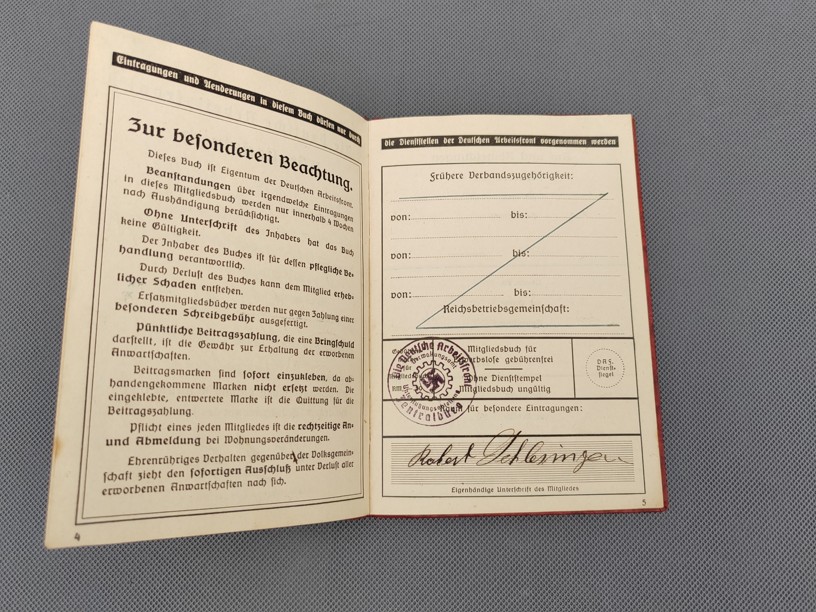 Eintragungen und Aenderungen in diesem Buch dürfen nur durch
Zur besonderen Beachtung.
Dieses Buch ist Eigentum der Deutschen Arbeitsfront.
Beanstandungen über irgendwelche Eintragungen
in dieses Mitgliedsbuch werden nur innerhalb 4 Wochen
nach Aushändigung berücksichtigt.
Ohne Unterschrift des Inhabers hat das Buch
keine Gültigkeit.
Der Inhaber des Buches ist für dessen pflegliche Be-
handlung verantwortlich.
Durch Verlust des Buches kann dem Mitglied erheb-
licher Schaden entstehen.
Ersatzmitgliedsbücher werden nur gegen Zahlung einer
besonderen Schreibgebühr ausgefertigt.
Pünktliche Beitragszahlung, die eine Bringschuld
darstellt, ist die Gewähr zur Erhaltung der erworbenen
Anwartschaften.
Beitragsmarken sind sofort einzukleben, da ab-
handengekommene Marken nicht ersetzt werden. Die
eingeklebte, entwertete Marke ist die Quittung für die
Beitragszahlung.
Pflicht eines jeden Mitgliedes ist die rechtzeitige An-
und Abmeldung bei Wohnungsveränderungen.
Ehrenrühriges Verhalten gegenüber der Volksgemein-
schaft zieht den sofortigen Ausschluß unter Verlust aller
erworbenen Anwartschaften nach sich.
4
die Dienststellen der Deutschen Arbeitsfront vorgenommen werden
Frühere Verbandszugehörigkeit:
von: bis:
von: bis:
von: bis:
Reichsbetriebsgemeinschaft:
Mitgliedsbuch für
gebührenfrei
Ohne Dienststempel
Mitgliedsbuch ungültig
DAF.
Dienst-
siegel
Die Deutsche Arbeitsfront
Zentralbüro
für besondere Eintragungen:
Robert Schlesinger
Eigenhändige Unterschrift des Mitgliedes
5